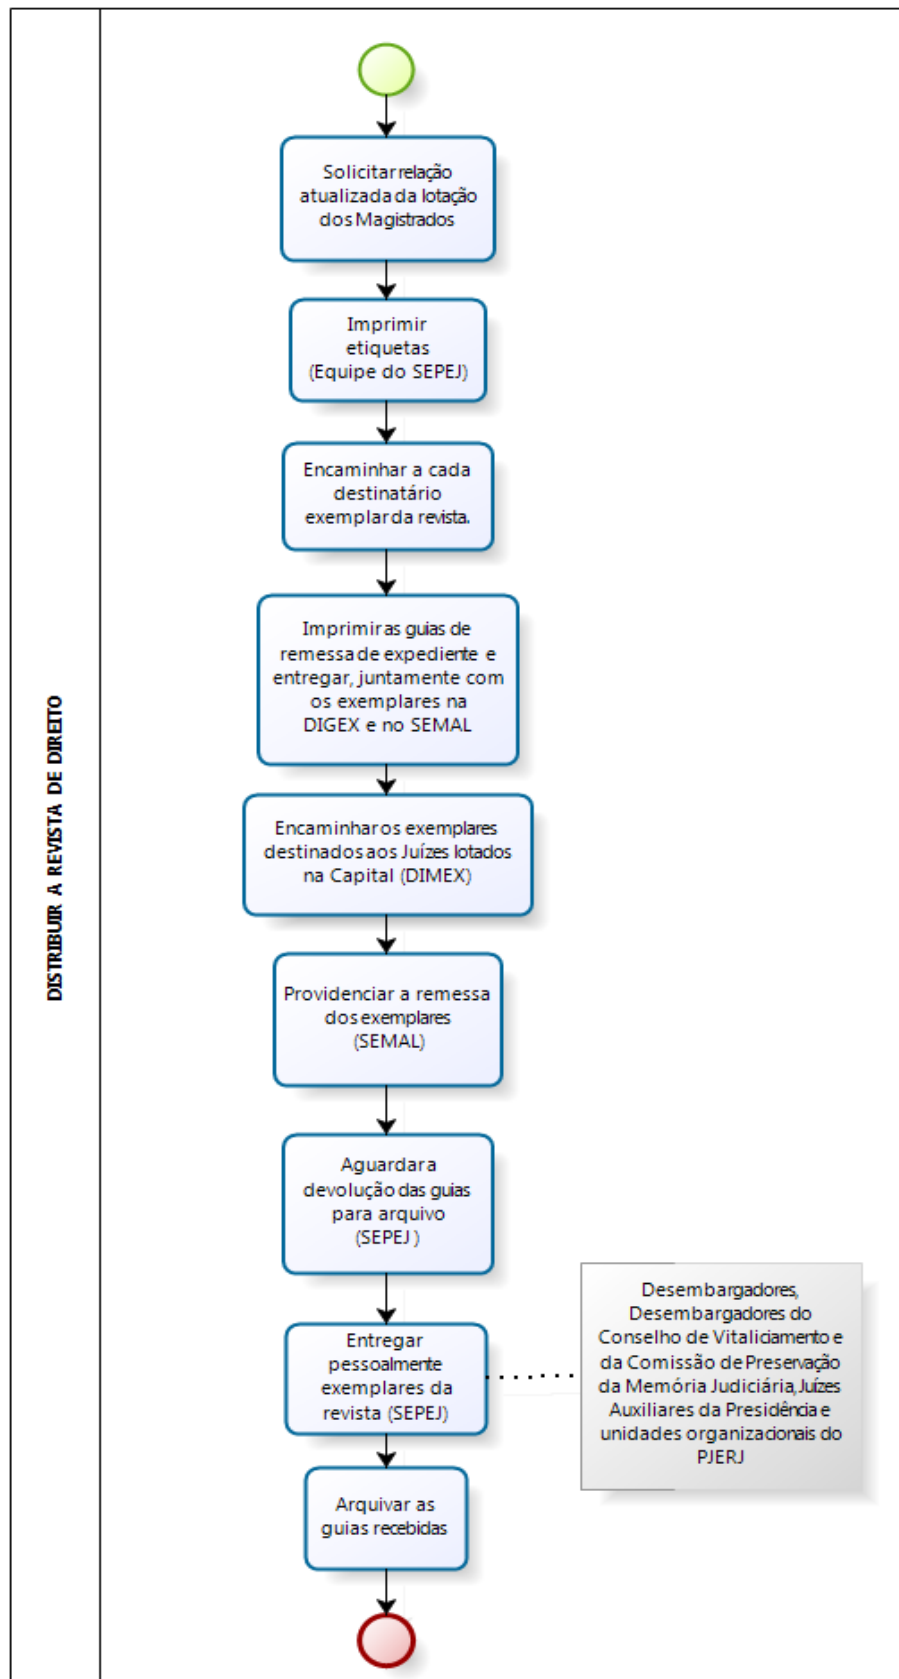 DISTRIBUIR A REVISTA DE DIREITO
Solicitar relação
atualizada da lotação
dos Magistrados
Imprimir
etiquetas
(Equipe do SEPEJ)
Encaminhar a cada
destinatário
exemplar da revista.
Imprimir as guias de
remessa de expediente e
entregar, juntamente com
os exemplares na
DIGEX e no SEMAL
Encaminhar os exemplares
destinados aos Juízes lotados
na Capital (DIMEX)
Providenciar a remessa
dos exemplares
(SEMAL)
Aguardar a
devolução das guias
para arquivo
(SEPEJ )
Entregar
pessoalmente
exemplares da
revista (SEPEJ)
Desembargadores,
Desembargadores do
Conselho de Vitaliciamento e
da Comissão de Preservação
da Memória Judiciária, Juízes
Auxiliares da Presidência e
unidades organizacionais do
PJERJ
Arquivar as
guias recebidas